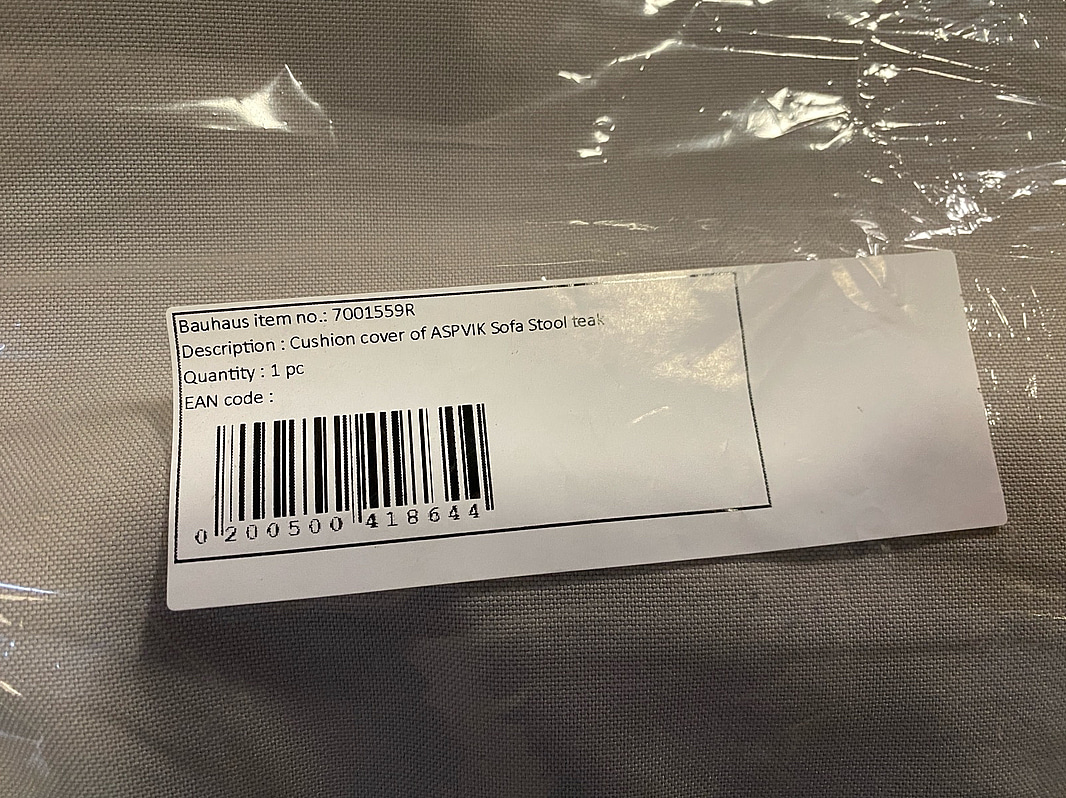 Bauhaus item no.: 7001559R
Description : Cushion cover of ASPVIK Sofa Stool teak
Quantity : 1 pc
EAN code :
0 200500 418644